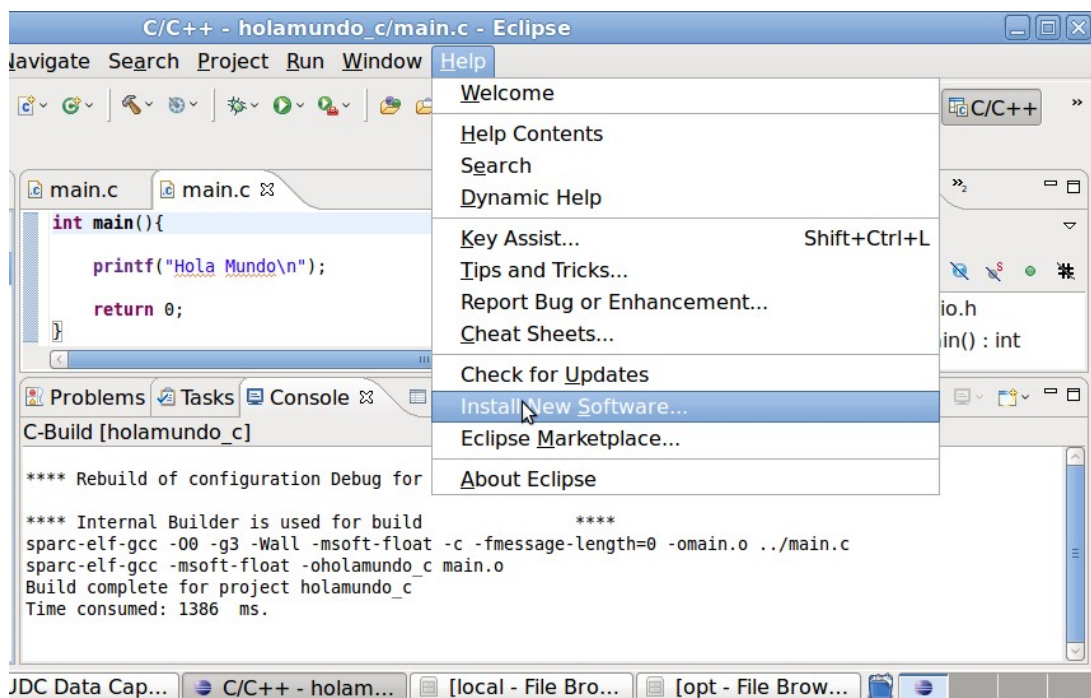 C/C++ - holamundo_c/main.c - Eclipse
Navigate Search Project Run Window Help
C/C++ »
Welcome
Help Contents
Search
Dynamic Help
Key Assist... Shift+Ctrl+L
Tips and Tricks...
Report Bug or Enhancement...
Cheat Sheets...
Check for Updates
Install New Software...
Eclipse Marketplace...
About Eclipse
main.c main.c »2
int main(){
printf("Hola Mundo\n");
return 0;
}
io.h
in() : int
Problems Tasks Console
C-Build [holamundo_c]
**** Rebuild of configuration Debug for
**** Internal Builder is used for build ****
sparc-elf-gcc -O0 -g3 -Wall -msoft-float -c -fmessage-length=0 -omain.o ../main.c
sparc-elf-gcc -msoft-float -oholamundo_c main.o
Build complete for project holamundo_c
Time consumed: 1386 ms.
UDC Data Cap... C/C++ - holam... [local - File Bro... [opt - File Brow...